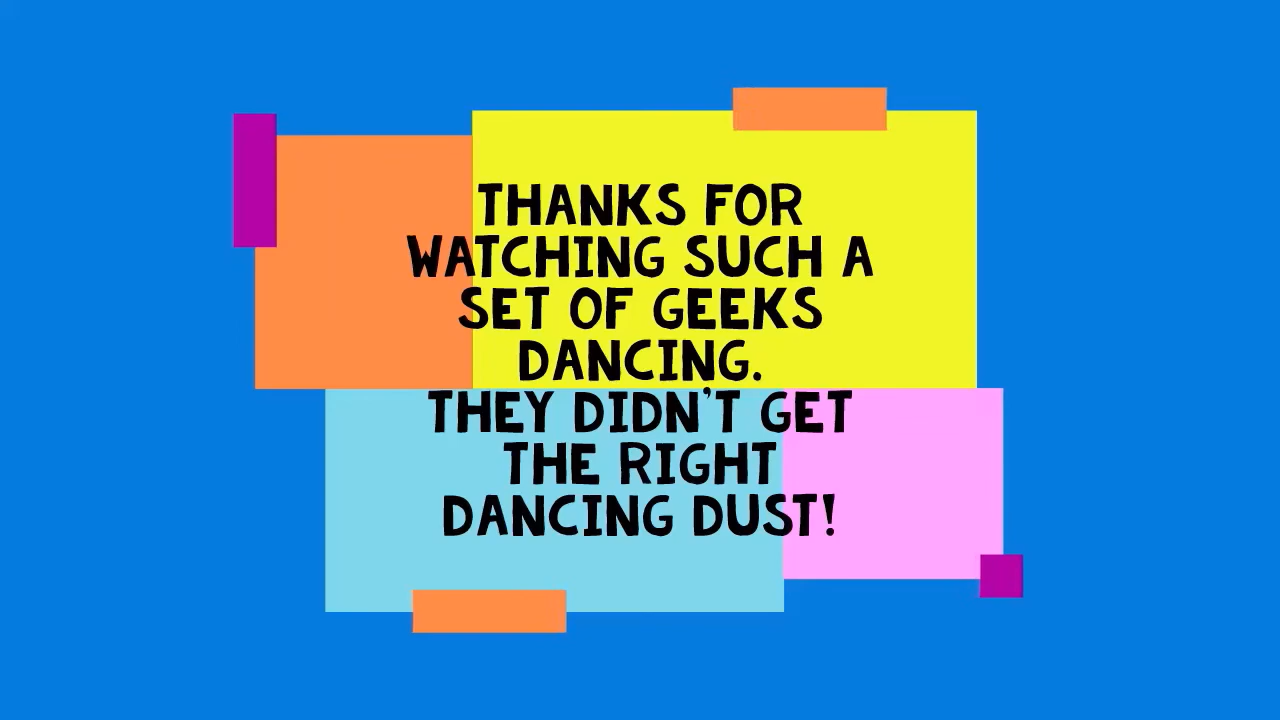 THANKS FOR
WATCHING SUCH A
SET OF GEEKS
DANCING.
THEY DIDN'T GET
THE RIGHT
DANCING DUST!